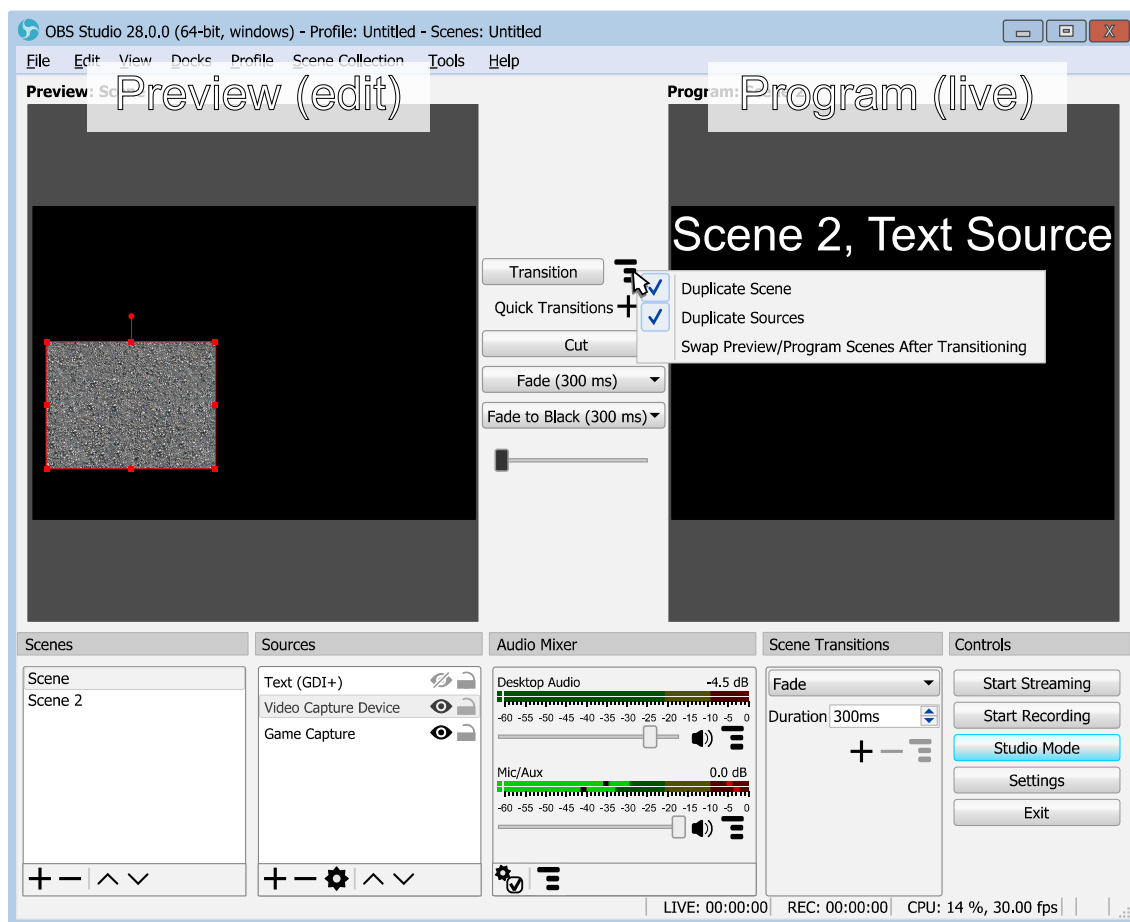 OBS Studio 28.0.0 (64-bit, windows) - Profile: Untitled - Scenes: Untitled
File Edit View Docks Profile Scene Collection Tools Help
Preview: Scene
Preview (edit)
Program: Scene 2
Program (live)
Scene 2, Text Source
Transition
Duplicate Scene
Quick Transitions
Duplicate Sources
Cut
Swap Preview/Program Scenes After Transitioning
Fade (300 ms)
Fade to Black (300 ms)
Scenes
Scene
Scene 2
Sources
Text (GDI+)
Video Capture Device
Game Capture
Audio Mixer
Desktop Audio -4.5 dB
-60 -55 -50 -45 -40 -35 -30 -25 -20 -15 -10 -5 0
Mic/Aux 0.0 dB
-60 -55 -50 -45 -40 -35 -30 -25 -20 -15 -10 -5 0
Scene Transitions
Fade
Duration 300ms
Controls
Start Streaming
Start Recording
Studio Mode
Settings
Exit
LIVE: 00:00:00 REC: 00:00:00 CPU: 14 %, 30.00 fps